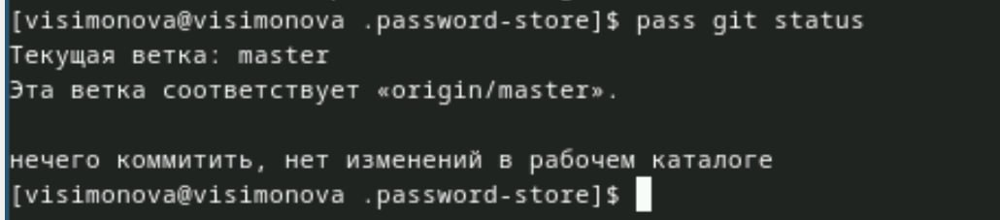 [visimonova@visimonova .password-store]$ pass git status
Текущая ветка: master
Эта ветка соответствует «origin/master».
нечего коммитить, нет изменений в рабочем каталоге
[visimonova@visimonova .password-store]$